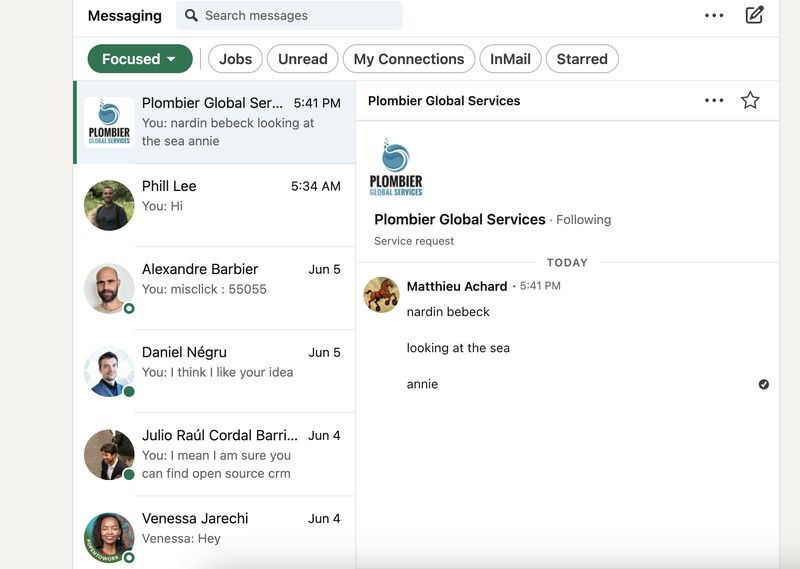 Messaging
Search messages
Focused
Jobs
Unread
My Connections
InMail
Starred
PLOMBIER
GLOBAL SERVICES
Plombier Global Ser... 5:41 PM
You: nardin bebeck looking at
the sea annie
Phill Lee 5:34 AM
You: Hi
Alexandre Barbier Jun 5
You: misclick : 55055
Daniel Négru Jun 5
You: I think I like your idea
Julio Raúl Cordal Barri... Jun 4
You: I mean I am sure you
can find open source crm
#OPENTOWORK
Venessa Jarechi Jun 4
Venessa: Hey
Plombier Global Services
PLOMBIER
GLOBAL SERVICES
Plombier Global Services · Following
Service request
TODAY
Matthieu Achard • 5:41 PM
nardin bebeck
looking at the sea
annie